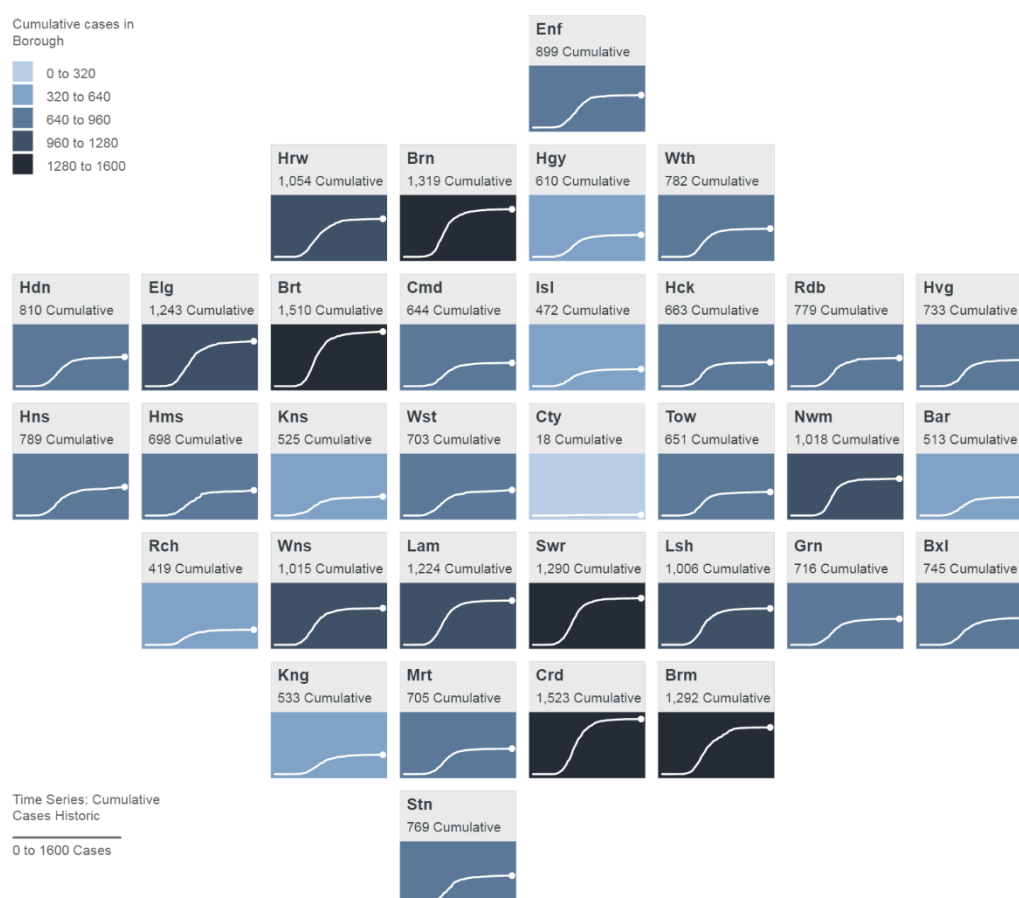 Cumulative cases in
Borough
0 to 320
320 to 640
640 to 960
960 to 1280
1280 to 1600
Enf
899 Cumulative
Hrw
1,054 Cumulative
Brn
1,319 Cumulative
Hgy
610 Cumulative
Wth
782 Cumulative
Hdn
810 Cumulative
Elg
1,243 Cumulative
Brt
1,510 Cumulative
Cmd
644 Cumulative
Isl
472 Cumulative
Hck
663 Cumulative
Rdb
779 Cumulative
Hvg
733 Cumulative
Hns
789 Cumulative
Hms
698 Cumulative
Kns
525 Cumulative
Wst
703 Cumulative
Cty
18 Cumulative
Tow
651 Cumulative
Nwm
1,018 Cumulative
Bar
513 Cumulative
Rch
419 Cumulative
Wns
1,015 Cumulative
Lam
1,224 Cumulative
Swr
1,290 Cumulative
Lsh
1,006 Cumulative
Grn
716 Cumulative
Bxl
745 Cumulative
Kng
533 Cumulative
Mrt
705 Cumulative
Crd
1,523 Cumulative
Brm
1,292 Cumulative
Stn
769 Cumulative
Time Series: Cumulative
Cases Historic
0 to 1600 Cases